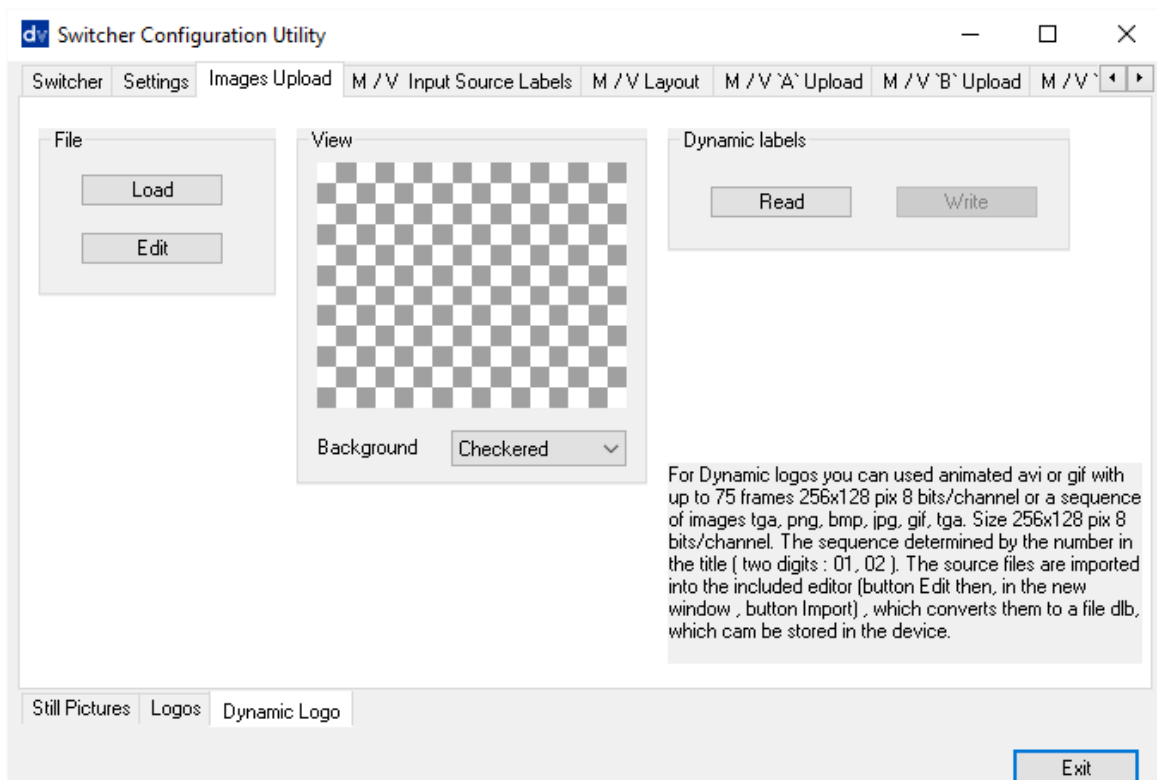 dv Switcher Configuration Utility
Switcher Settings Images Upload M / V Input Source Labels M / V Layout M / V `A` Upload M / V `B` Upload M / V `
File
Load
Edit
View
Background Checkered
Dynamic labels
Read Write
For Dynamic logos you can used animated avi or gif with
up to 75 frames 256x128 pix 8 bits/channel or a sequence
of images tga, png, bmp, jpg, gif, tga. Size 256x128 pix 8
bits/channel. The sequence determined by the number in
the title ( two digits : 01, 02 ). The source files are imported
into the included editor (button Edit then, in the new
window , button Import) , which converts them to a file dlb,
which cam be stored in the device.
Still Pictures Logos Dynamic Logo
Exit